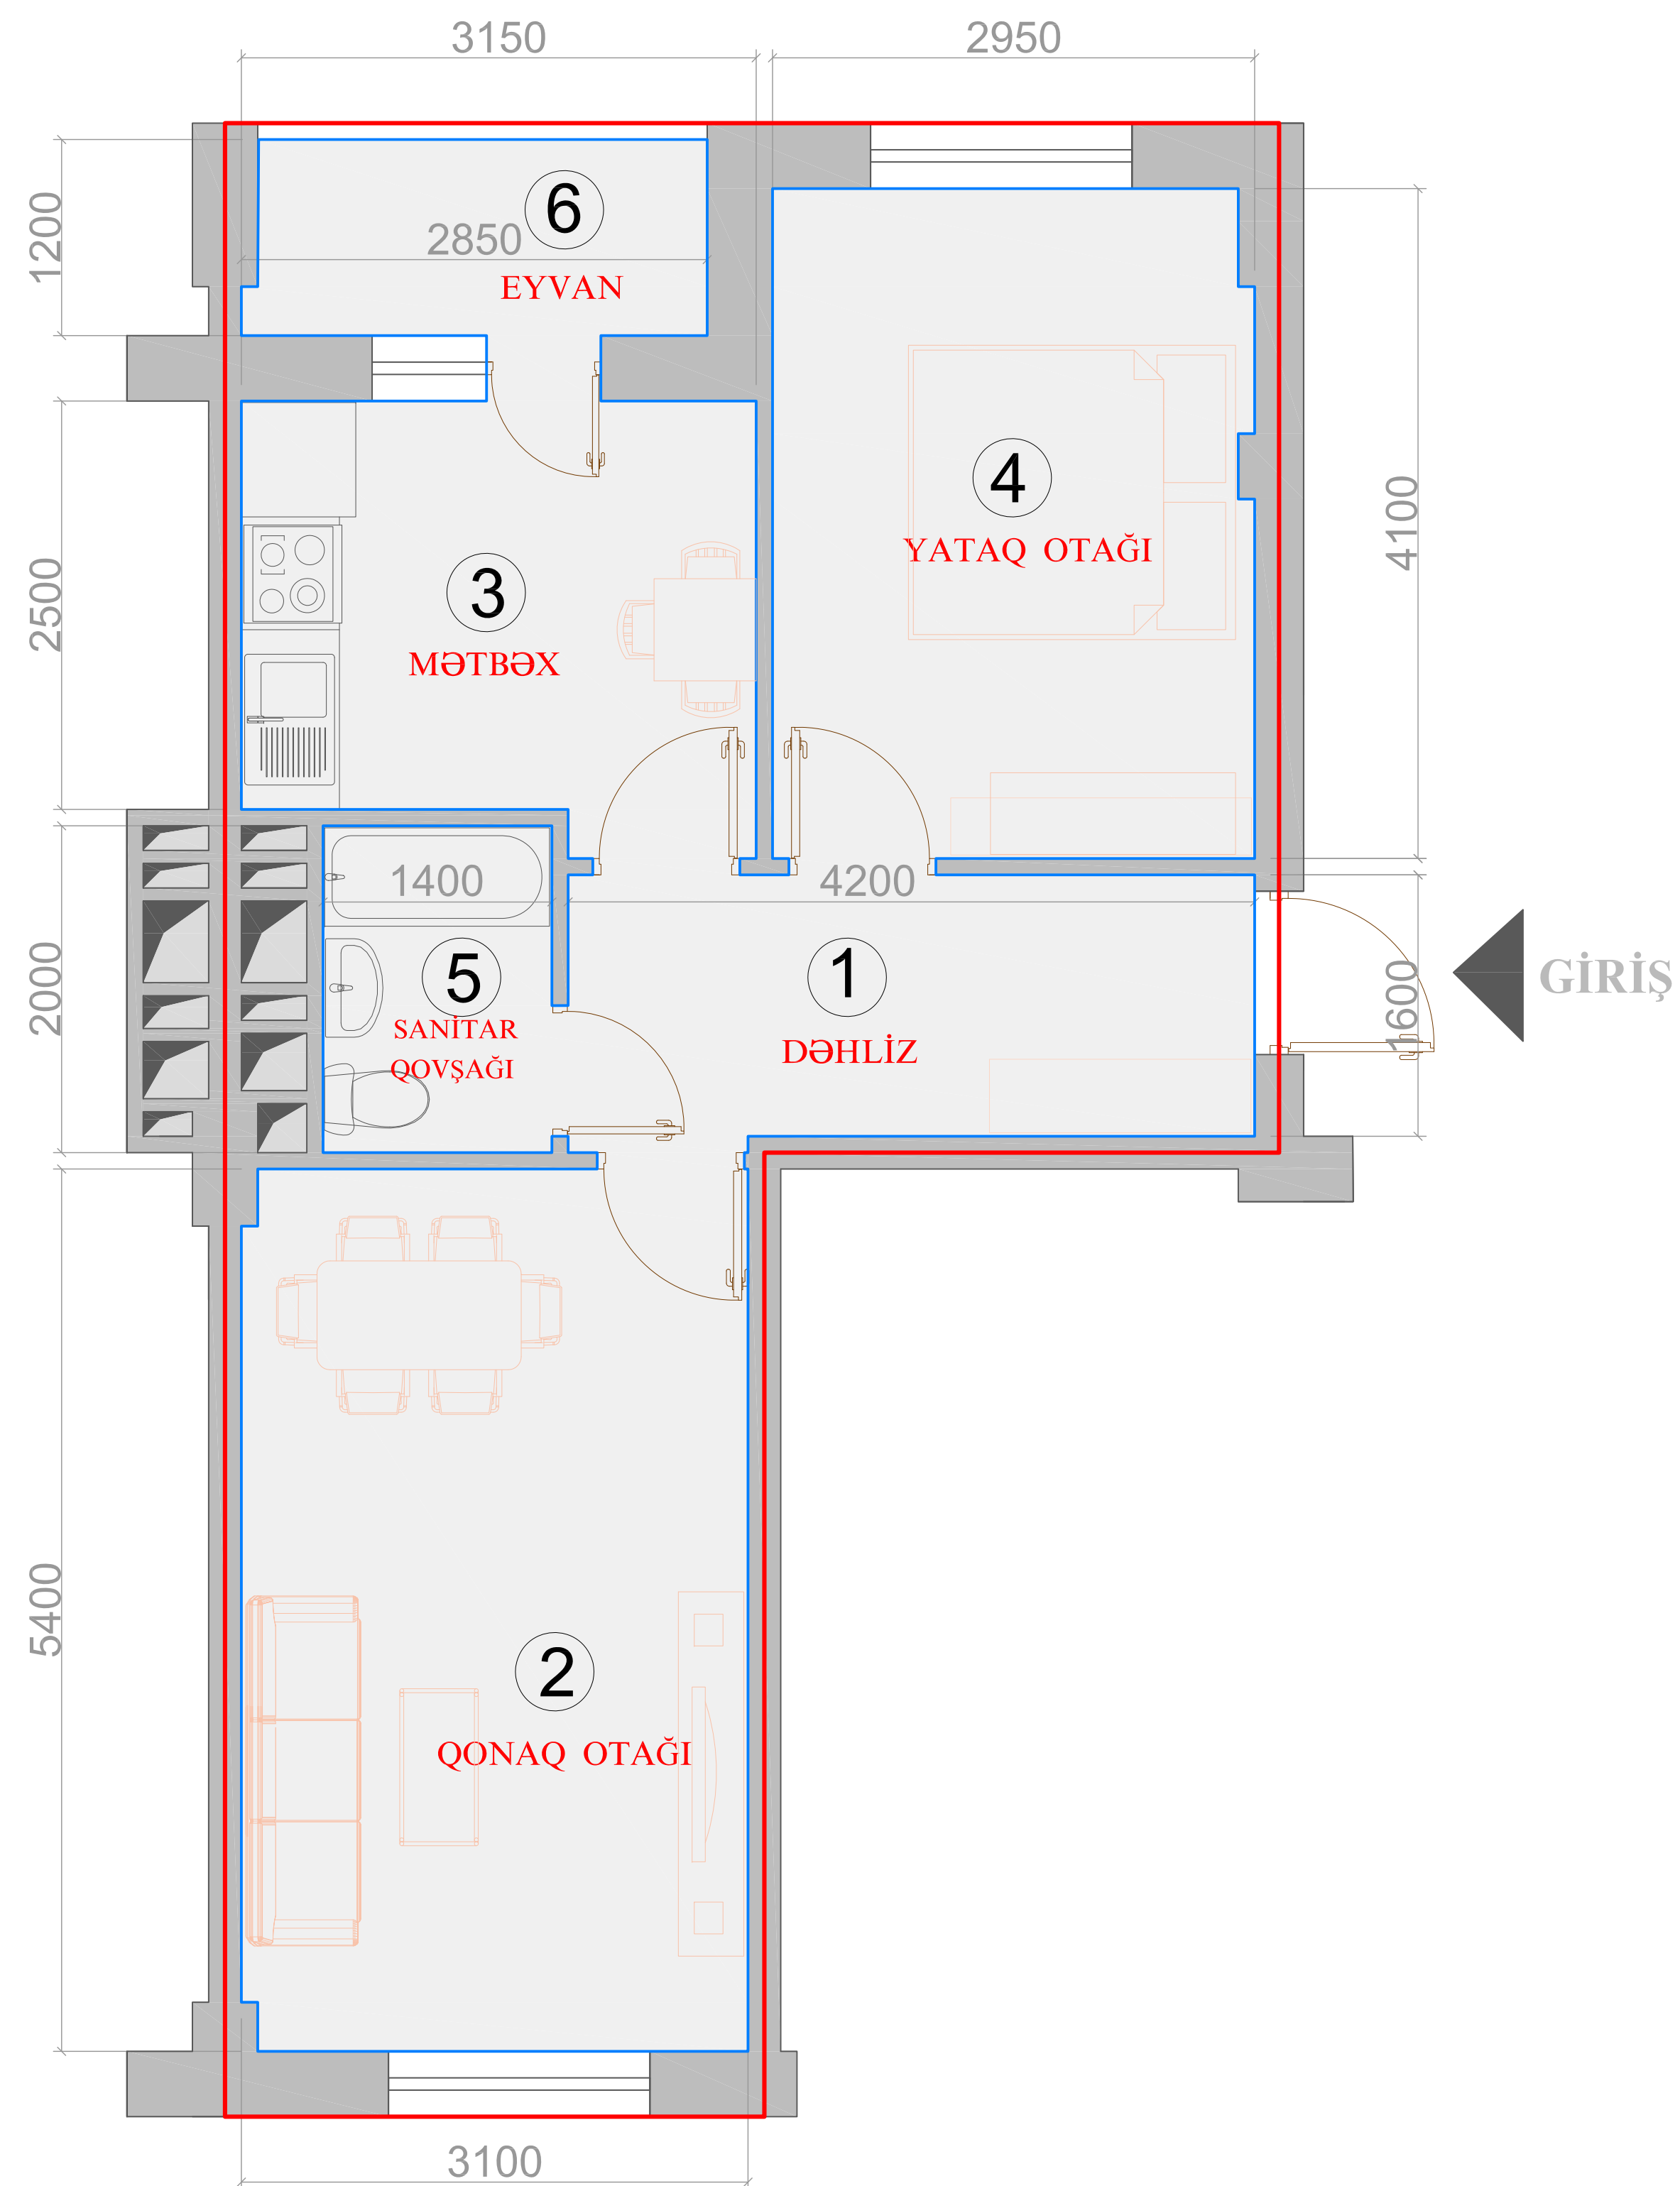 3150
2950
1200
6
2850
EYVAN
4
YATAQ OTAĞI
4100
2500
3
MƏTBƏX
1400
4200
2000
5
SANİTAR
QOVŞAĞI
1
DƏHLİZ
1600
GİRİŞ
5400
2
QONAQ OTAĞI
3100